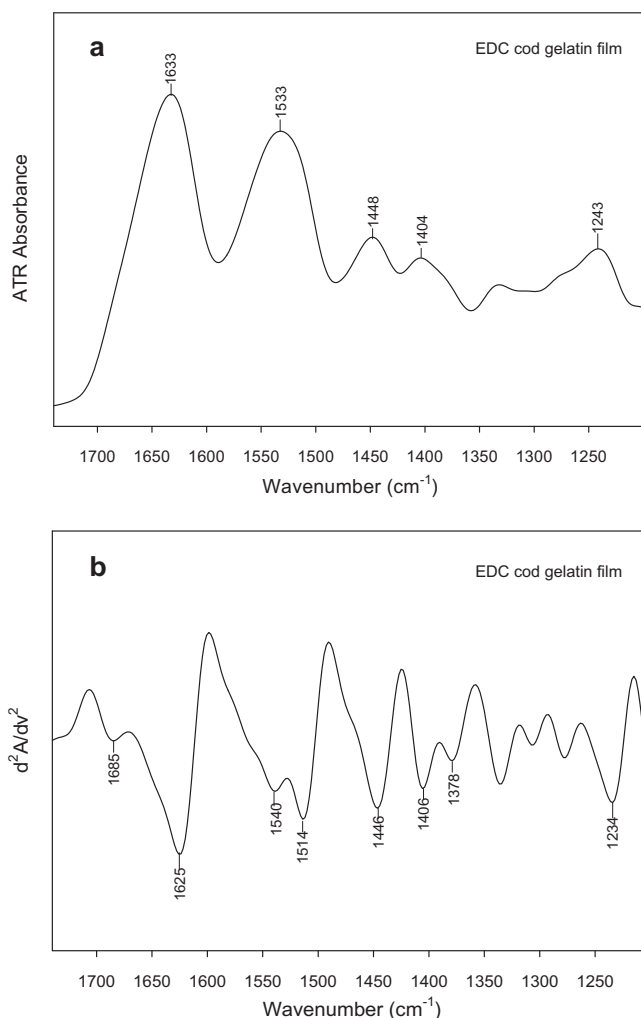 a
EDC cod gelatin film
1633
1533
1448
1404
1243
ATR Absorbance
1700 1650 1600 1550 1500 1450 1400 1350 1300 1250
Wavenumber (cm-1)
b
EDC cod gelatin film
d2A/dv2
1685
1625
1540
1514
1446
1406
1378
1234
1700 1650 1600 1550 1500 1450 1400 1350 1300 1250
Wavenumber (cm-1)